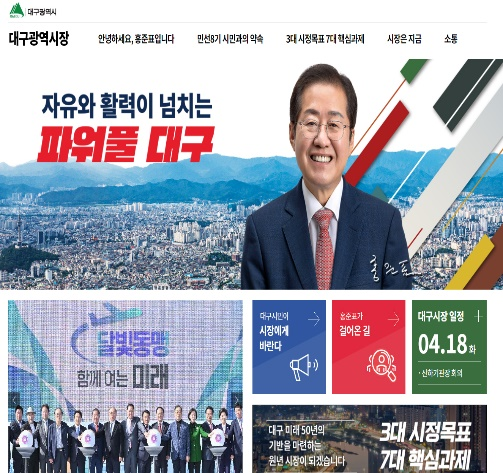 대구광역시
대구광역시장
안녕하세요, 홍준표입니다
민선8기 시민과의 약속
3대 시정목표 7대 핵심과제
시장은 지금
소통
자유와 활력이 넘치는
파워풀 대구
홍준표
달빛동맹
함께 여는 미래
대구시민이
시장에게
바란다
홍준표가
걸어온 길
대구시장 일정
04.18 화
· 산하기관장 회의
대구 미래 50년의
기반을 마련하는
원년 시장이 되겠습니다
3대 시정목표
7대 핵심과제